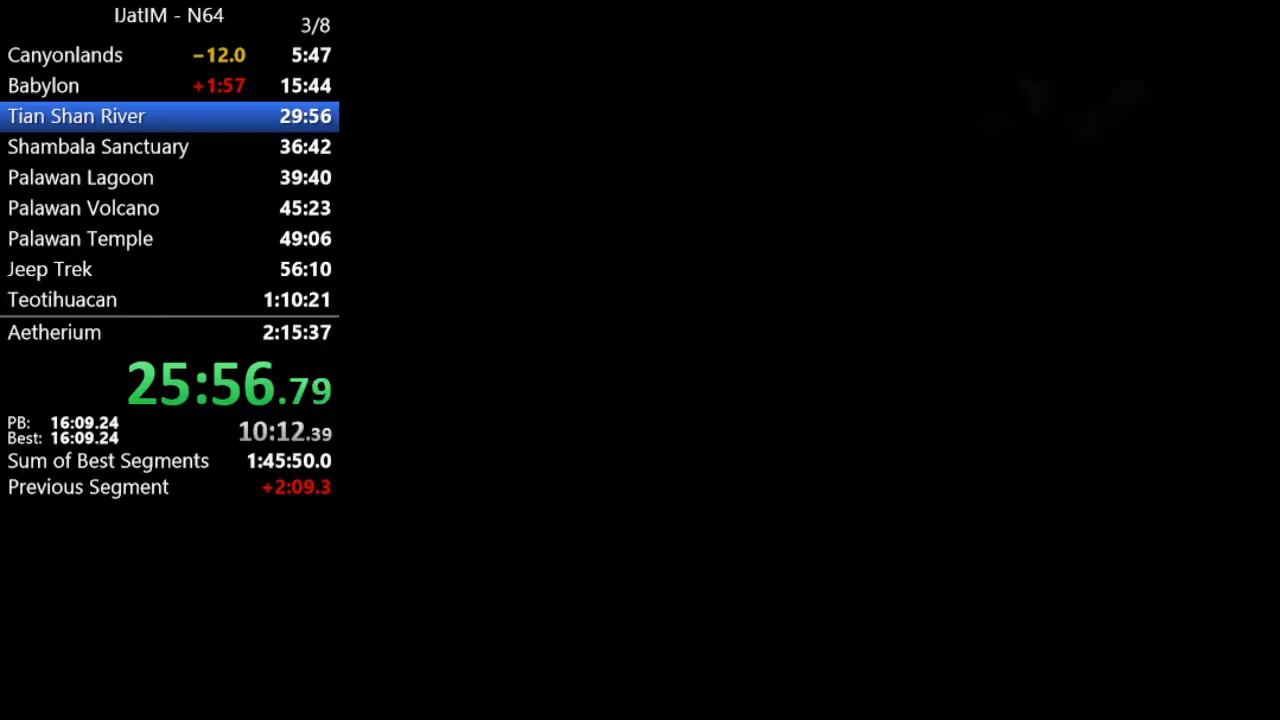 IJatIM - N64
3/8
Canyonlands −12.0 5:47
Babylon +1:57 15:44
Tian Shan River 29:56
Shambala Sanctuary 36:42
Palawan Lagoon 39:40
Palawan Volcano 45:23
Palawan Temple 49:06
Jeep Trek 56:10
Teotihuacan 1:10:21
Aetherium 2:15:37
25:56.79
PB: 16:09.24
Best: 16:09.24
10:12.39
Sum of Best Segments 1:45:50.0
Previous Segment +2:09.3